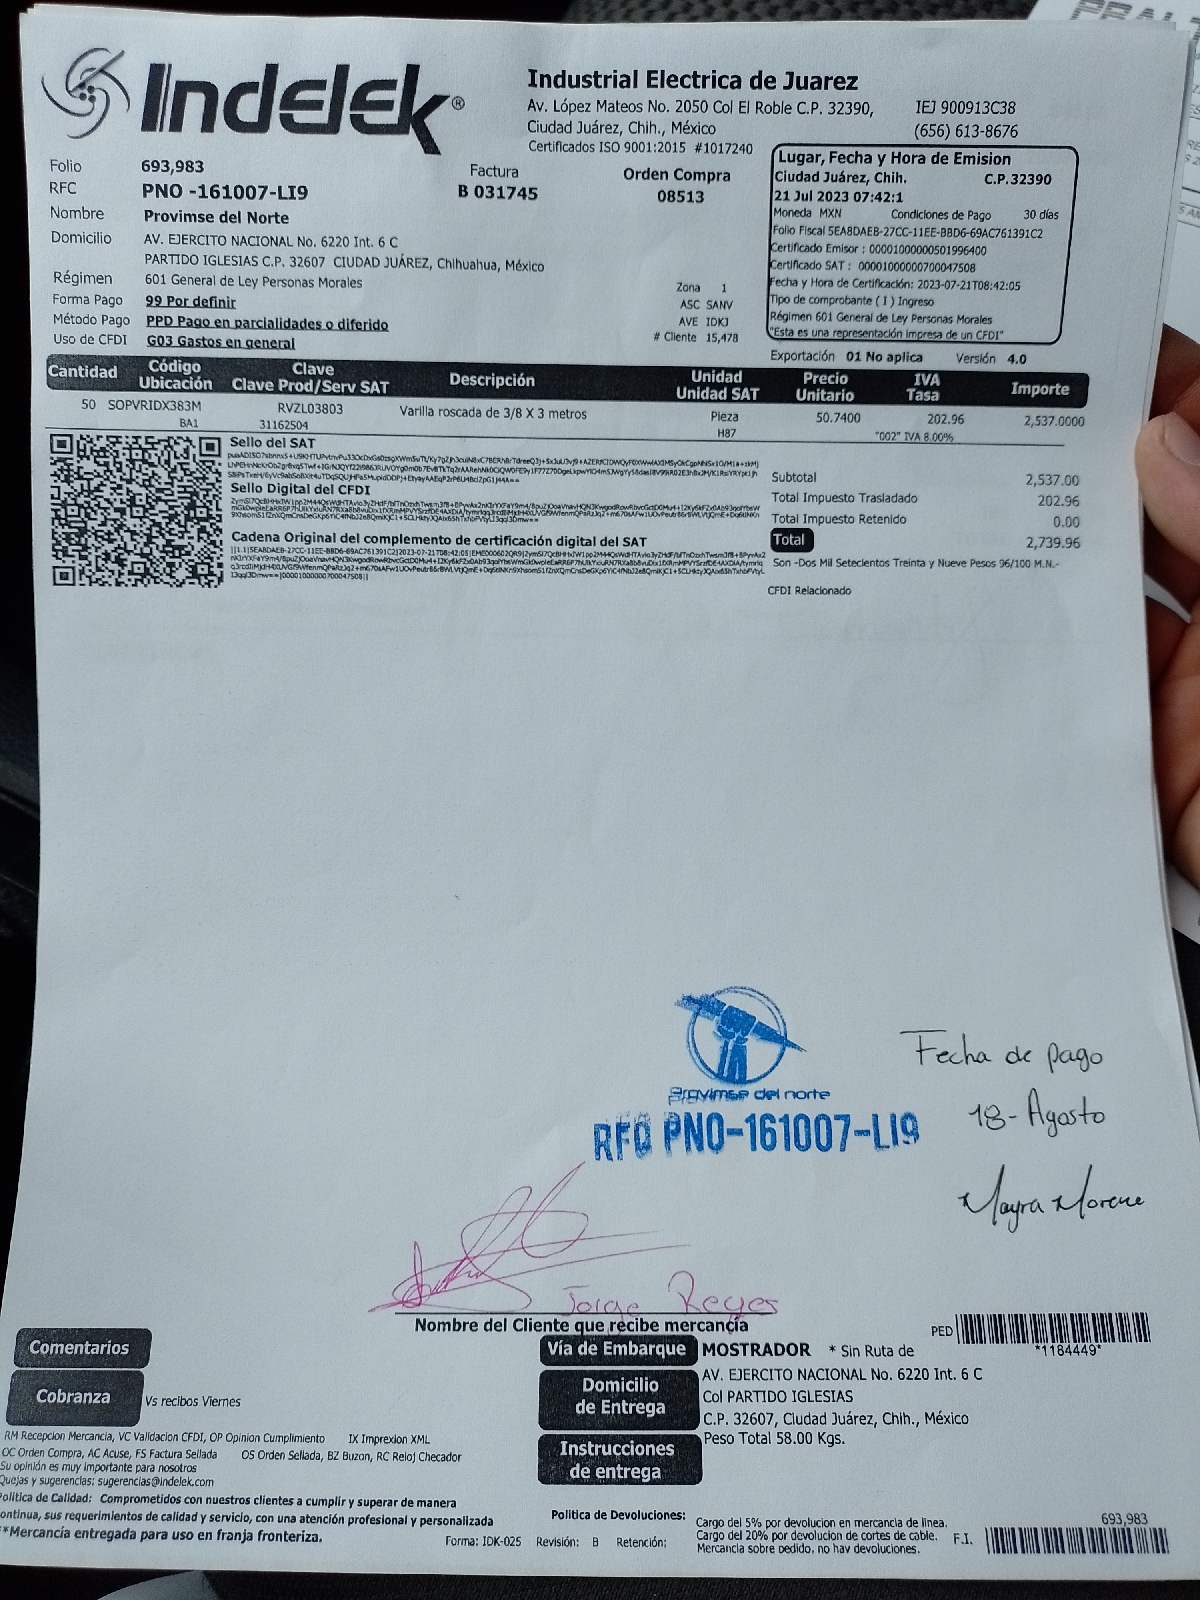 Indelek®
Industrial Electrica de Juarez
Av. López Mateos No. 2050 Col El Roble C.P. 32390,
IEJ 900913C38
Ciudad Juárez, Chih., México
(656) 613-8676
Certificados ISO 9001:2015 #1017240
Folio 693,983
RFC PNO -161007-LI9
Nombre Provimse del Norte
Domicilio AV. EJERCITO NACIONAL No. 6220 Int. 6 C
PARTIDO IGLESIAS C.P. 32607 CIUDAD JUÁREZ, Chihuahua, México
Régimen 601 General de Ley Personas Morales
Forma Pago 99 Por definir
Método Pago PPD Pago en parcialidades o diferido
Uso de CFDI G03 Gastos en general
Factura
B 031745
Orden Compra
08513
Zona 1
ASC SANV
AVE IDKJ
# Cliente 15,478
Lugar, Fecha y Hora de Emision
Ciudad Juárez, Chih. C.P.32390
21 Jul 2023 07:42:1
Moneda MXN Condiciones de Pago 30 días
Folio Fiscal 5EA8DAEB-27CC-11EE-BBD6-69AC761391C2
Certificado Emisor : 00001000000501996400
Certificado SAT : 00001000000700047508
Fecha y Hora de Certificación: 2023-07-21T08:42:05
Tipo de comprobante ( I ) Ingreso
Régimen 601 General de Ley Personas Morales
"Esta es una representación impresa de un CFDI"
Exportación 01 No aplica Versión 4.0
Cantidad Código Ubicación Clave Clave Prod/Serv SAT Descripción Unidad Unidad SAT Precio Unitario IVA Tasa Importe
50 SOPVRIDX383M RVZL03803 Varilla roscada de 3/8 X 3 metros Pieza 50.7400 202.96 2,537.0000
BA1 31162504 H87 "002" IVA 8.00%
Sello del SAT
Sello Digital del CFDI
Cadena Original del complemento de certificación digital del SAT
Subtotal 2,537.00
Total Impuesto Trasladado 202.96
Total Impuesto Retenido 0.00
Total 2,739.96
Son -Dos Mil Setecientos Treinta y Nueve Pesos 96/100 M.N.-
CFDI Relacionado
Provimse del norte
RFC PNO-161007-LI9
Fecha de pago
18-Agosto
Mayra Moreno
Jorge Reyes
Nombre del Cliente que recibe mercancía
PED
*1184449*
Comentarios
Cobranza Vs recibos Viernes
Vía de Embarque MOSTRADOR * Sin Ruta de
Domicilio de Entrega
AV. EJERCITO NACIONAL No. 6220 Int. 6 C
Col PARTIDO IGLESIAS
C.P. 32607, Ciudad Juárez, Chih., México
Peso Total 58.00 Kgs.
Instrucciones de entrega
RM Recepcion Mercancia, VC Validacion CFDI, OP Opinion Cumplimiento IX Imprexion XML
OC Orden Compra, AC Acuse, FS Factura Sellada OS Orden Sellada, BZ Buzon, RC Reloj Checador
Su opinión es muy importante para nosotros
Quejas y sugerencias: sugerencias@indelek.com
Política de Calidad: Comprometidos con nuestros clientes a cumplir y superar de manera
continua, sus requerimientos de calidad y servicio, con una atención profesional y personalizada
**Mercancía entregada para uso en franja fronteriza.
Forma: IDK-025 Revisión: B Retención:
Politica de Devoluciones:
Cargo del 5% por devolucion en mercancia de linea.
Cargo del 20% por devolucion de cortes de cable.
Mercancia sobre pedido, no hay devoluciones.
F.I.
693,983